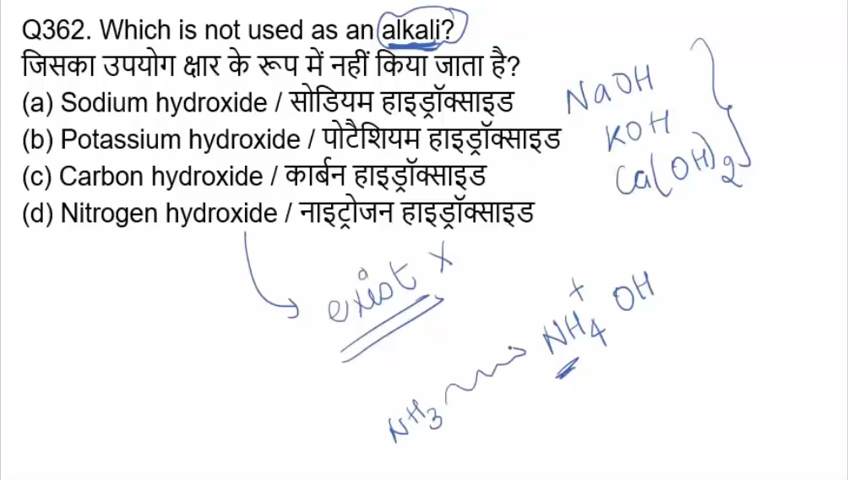 Q362. Which is not used as an alkali?
जिसका उपयोग क्षार के रूप में नहीं किया जाता है?
(a) Sodium hydroxide / सोडियम हाइड्रॉक्साइड
(b) Potassium hydroxide / पोटैशियम हाइड्रॉक्साइड
(c) Carbon hydroxide / कार्बन हाइड्रॉक्साइड
(d) Nitrogen hydroxide / नाइट्रोजन हाइड्रॉक्साइड
NaOH
KOH
Ca(OH)2
exist x
NH4+ OH
NH3